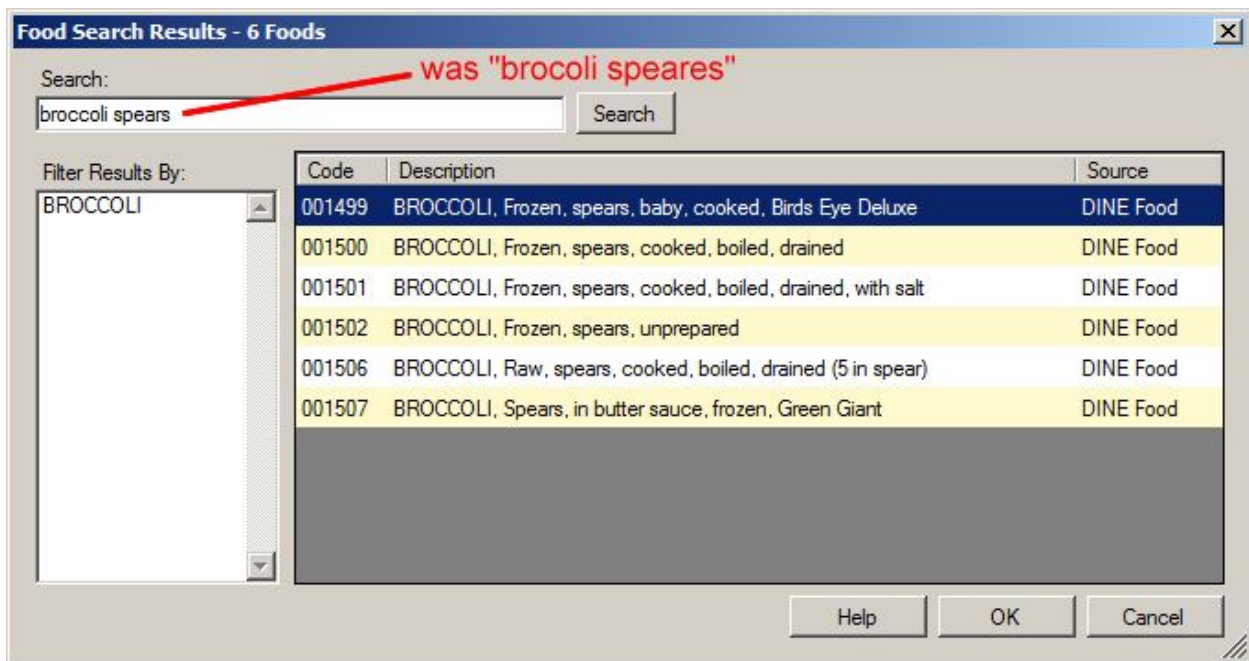 Food Search Results - 6 Foods
Search:
was "brocoli speares"
broccoli spears
Search
Filter Results By:
BROCCOLI
Code Description Source
001499 BROCCOLI, Frozen, spears, baby, cooked, Birds Eye Deluxe DINE Food
001500 BROCCOLI, Frozen, spears, cooked, boiled, drained DINE Food
001501 BROCCOLI, Frozen, spears, cooked, boiled, drained, with salt DINE Food
001502 BROCCOLI, Frozen, spears, unprepared DINE Food
001506 BROCCOLI, Raw, spears, cooked, boiled, drained (5 in spear) DINE Food
001507 BROCCOLI, Spears, in butter sauce, frozen, Green Giant DINE Food
Help OK Cancel